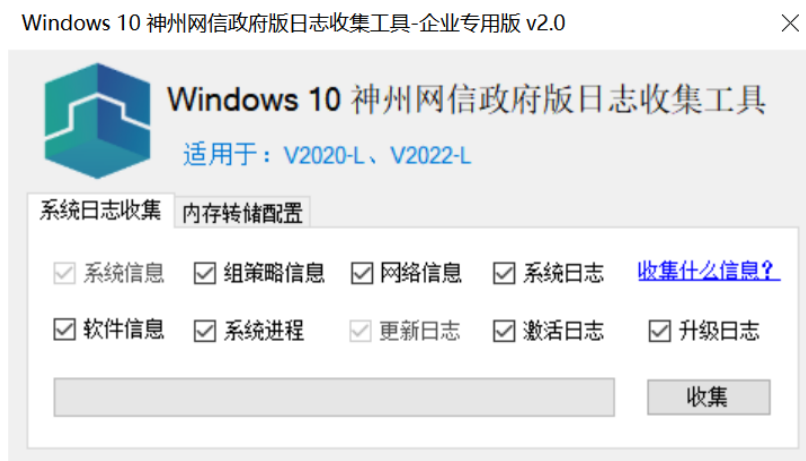 Windows 10 神州网信政府版日志收集工具-企业专用版 v2.0
Windows 10 神州网信政府版日志收集工具
适用于：V2020-L、V2022-L
系统日志收集 内存转储配置
系统信息 组策略信息 网络信息 系统日志 收集什么信息？
软件信息 系统进程 更新日志 激活日志 升级日志
收集